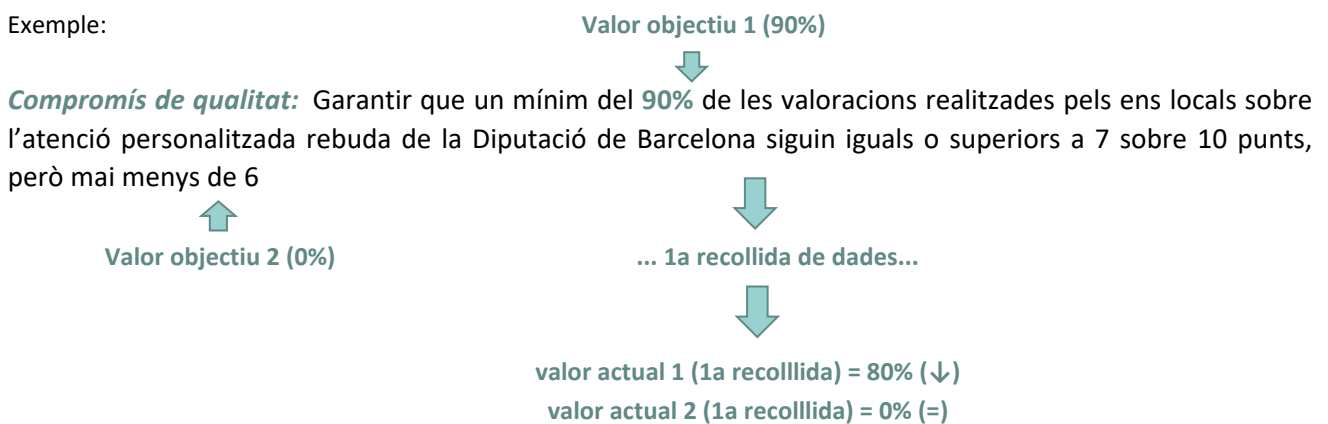 Exemple:
Valor objectiu 1 (90%)
Compromís de qualitat: Garantir que un mínim del 90% de les valoracions realitzades pels ens locals sobre
l’atenció personalitzada rebuda de la Diputació de Barcelona siguin iguals o superiors a 7 sobre 10 punts,
però mai menys de 6
Valor objectiu 2 (0%)
... 1a recollida de dades...
valor actual 1 (1a recolllida) = 80% (↓)
valor actual 2 (1a recolllida) = 0% (=)